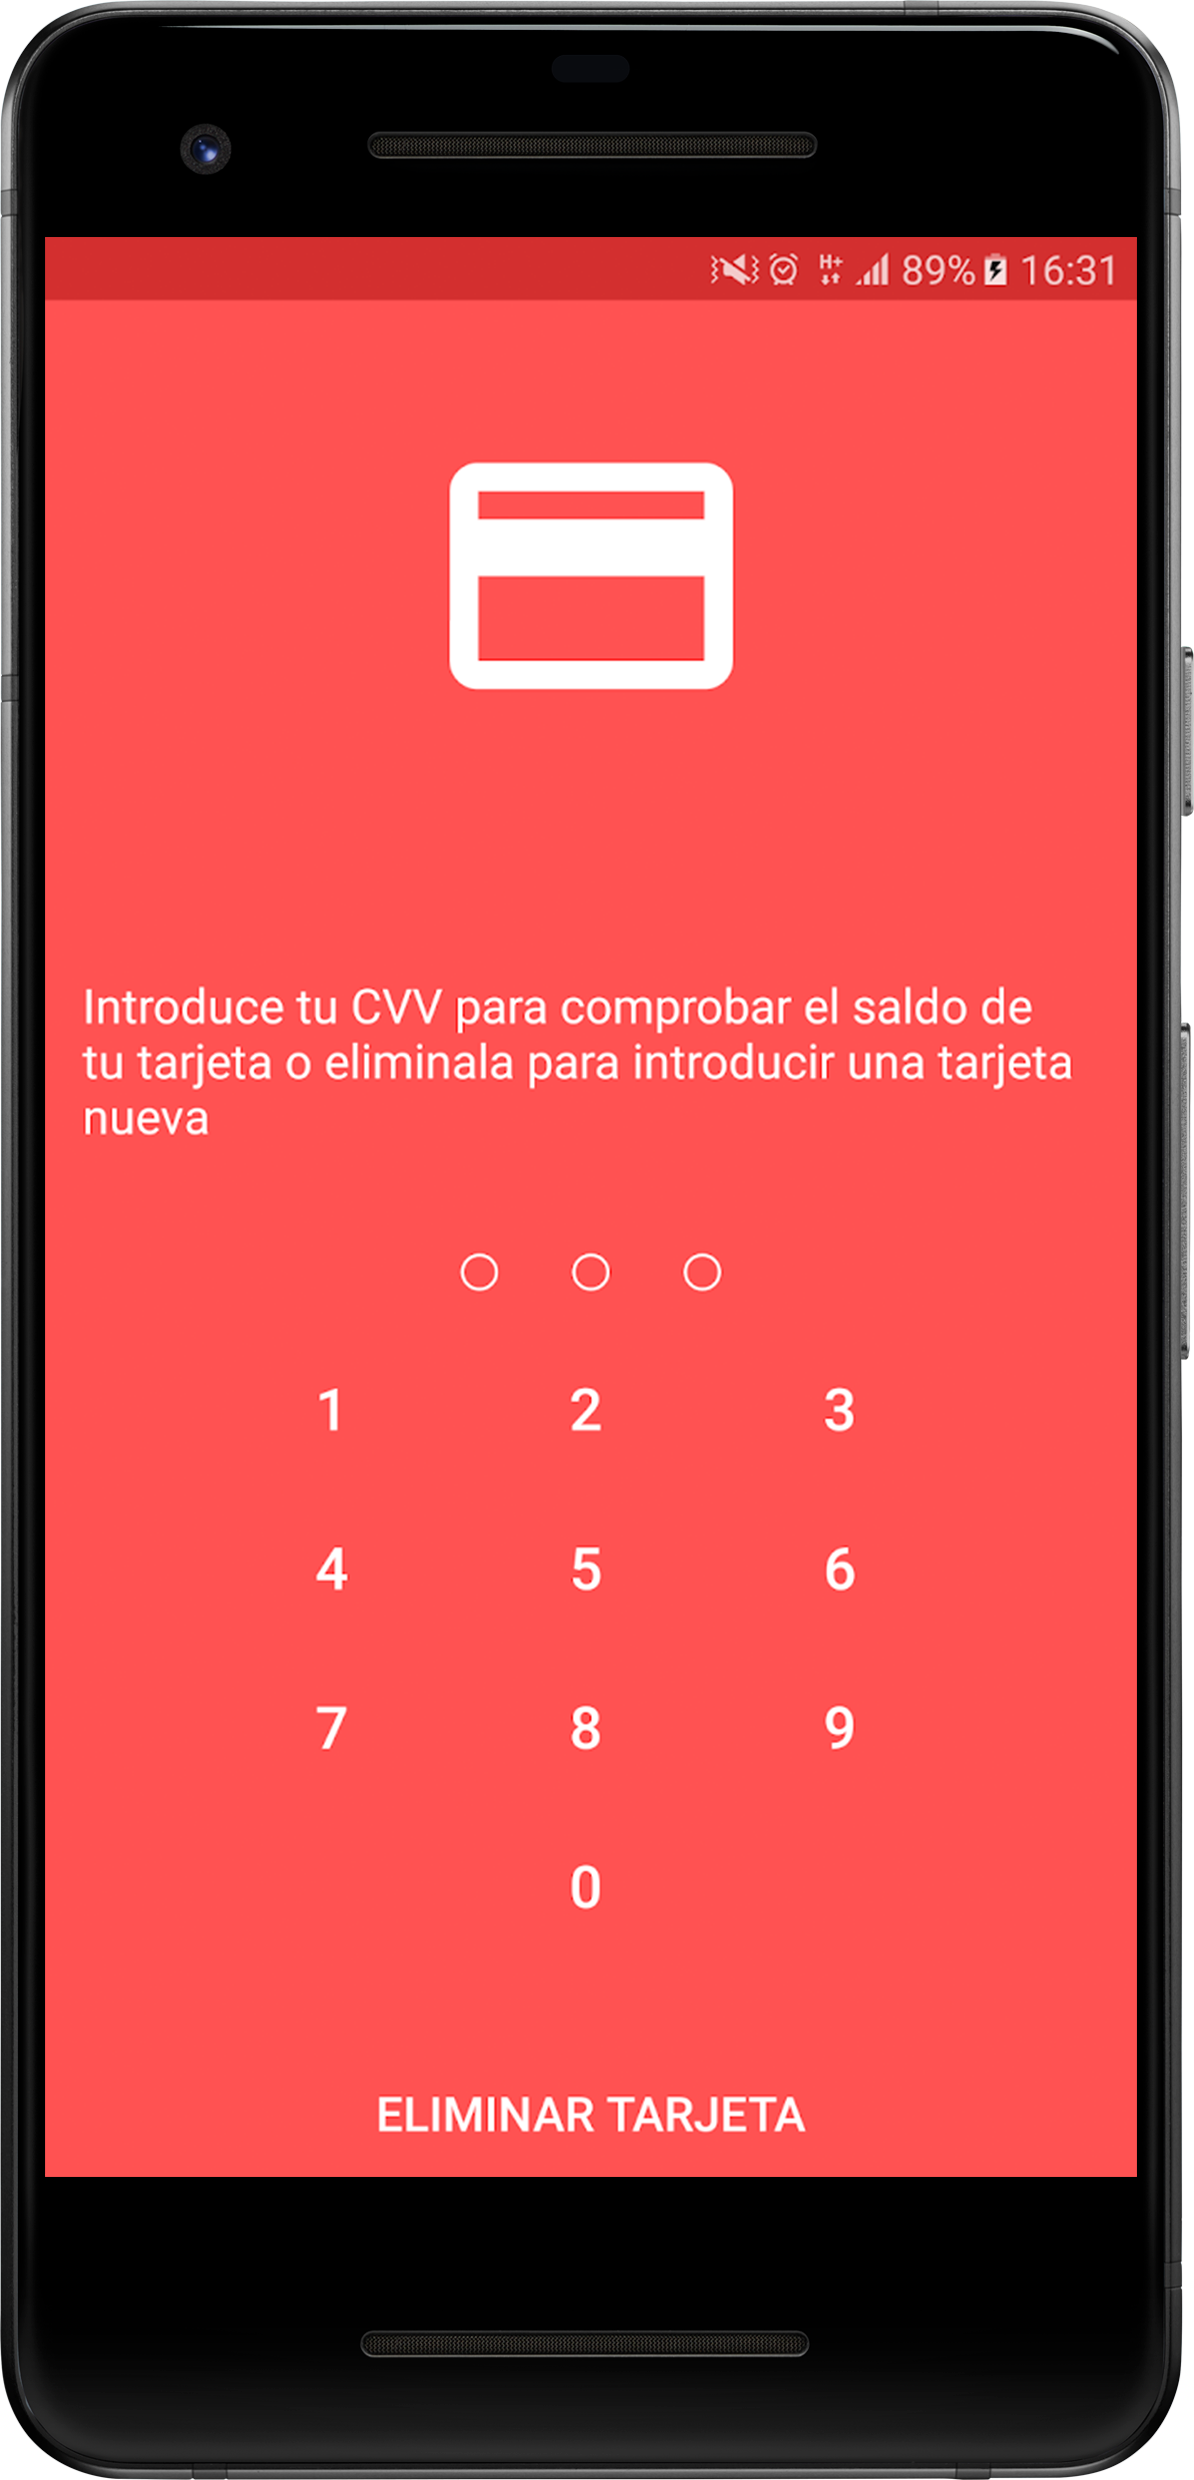 H+ 89% 16:31
Introduce tu CVV para comprobar el saldo de
tu tarjeta o eliminala para introducir una tarjeta
nueva
1 2 3
4 5 6
7 8 9
0
ELIMINAR TARJETA